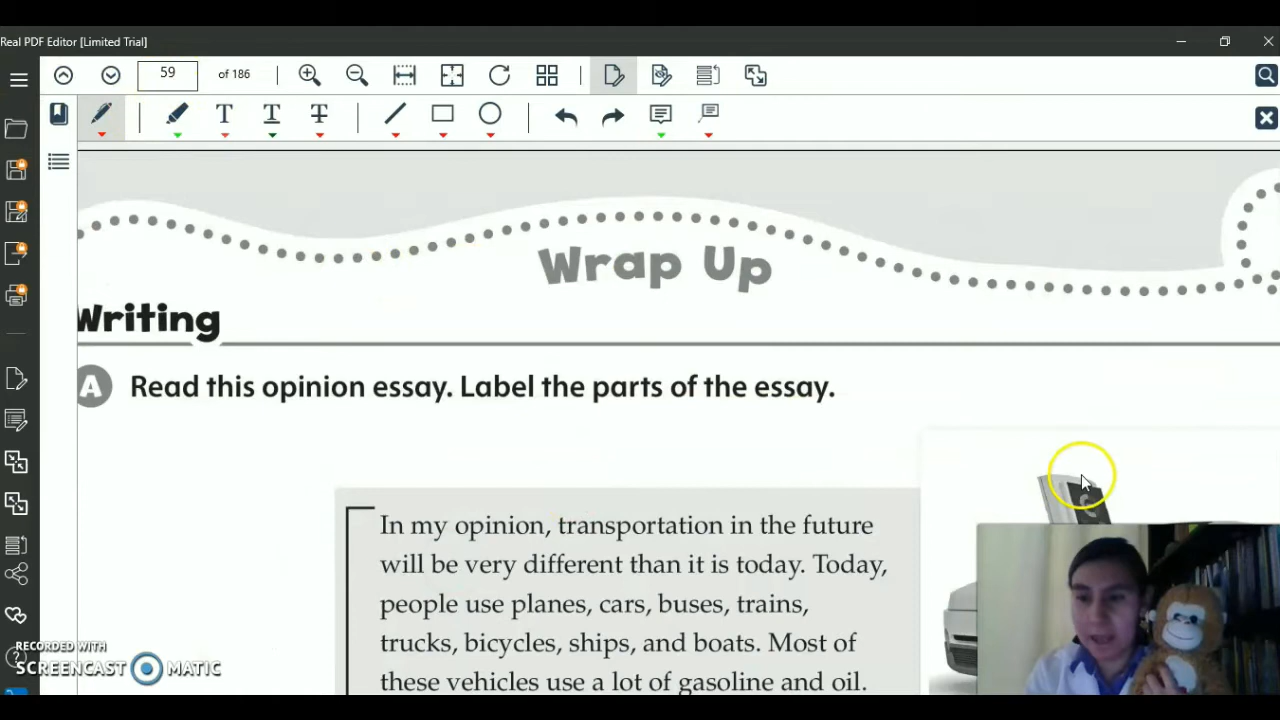 Real PDF Editor [Limited Trial]
59
of 186
T
T
T
Wrap Up
Writing
A Read this opinion essay. Label the parts of the essay.
In my opinion, transportation in the future
will be very different than it is today. Today,
people use planes, cars, buses, trains,
trucks, bicycles, ships, and boats. Most of
these vehicles use a lot of gasoline and oil.
RECORDED WITH
SCREENCAST MATIC